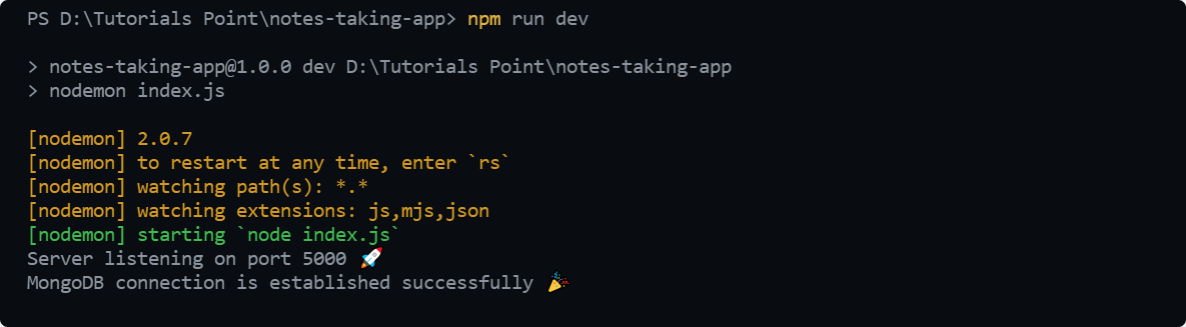 PS D:\Tutorials Point\notes-taking-app> npm run dev
> notes-taking-app@1.0.0 dev D:\Tutorials Point\notes-taking-app
> nodemon index.js
[nodemon] 2.0.7
[nodemon] to restart at any time, enter `rs`
[nodemon] watching path(s): *.*
[nodemon] watching extensions: js,mjs,json
[nodemon] starting `node index.js`
Server listening on port 5000 🚀
MongoDB connection is established successfully 🎉